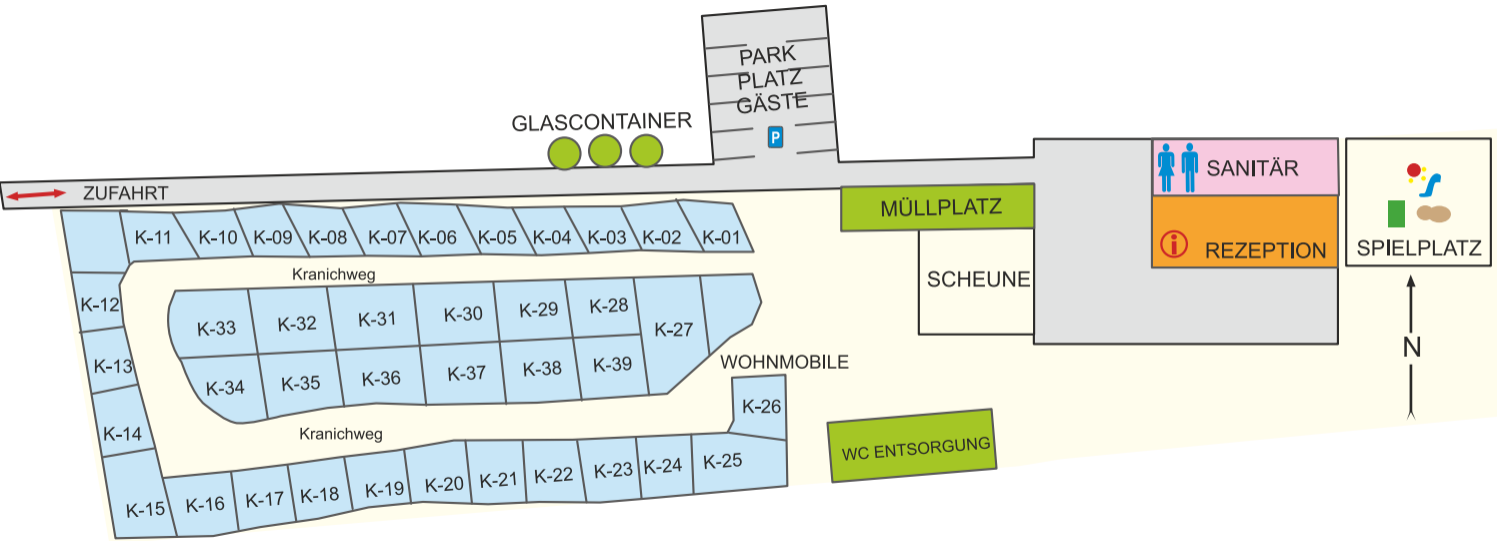 PARK
PLATZ
GÄSTE
P
GLASCONTAINER
ZUFAHRT
SANITÄR
MÜLLPLATZ
REZEPTION
SPIELPLATZ
SCHEUNE
N
K-11
K-10
K-09
K-08
K-07
K-06
K-05
K-04
K-03
K-02
K-01
Kranichweg
K-12
K-33
K-32
K-31
K-30
K-29
K-28
K-27
K-13
K-34
K-35
K-36
K-37
K-38
K-39
WOHNMOBILE
K-26
K-14
Kranichweg
WC ENTSORGUNG
K-15
K-16
K-17
K-18
K-19
K-20
K-21
K-22
K-23
K-24
K-25